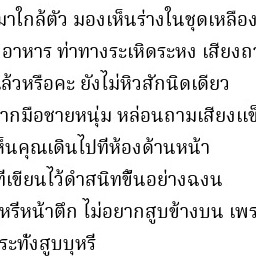 มาใกล้ตัว มองเห็นร่างในชุดเหลือง
อาหาร ท่าทางระเหิดระหง เสียงถา
ล้วหรือคะ ยังไม่หิวสักนิดเดียว
ากมือชายหนุ่ม หล่อนถามเสียงแข็
ห็นคุณเดินไปที่ห้องด้านหน้า
ที่เขียนไว้ดำสนิทขึ้นอย่างฉงน
หรี่หน้าตึก ไม่อยากสูบข้างบน เพร
ระทั่งสูบบุหรี่